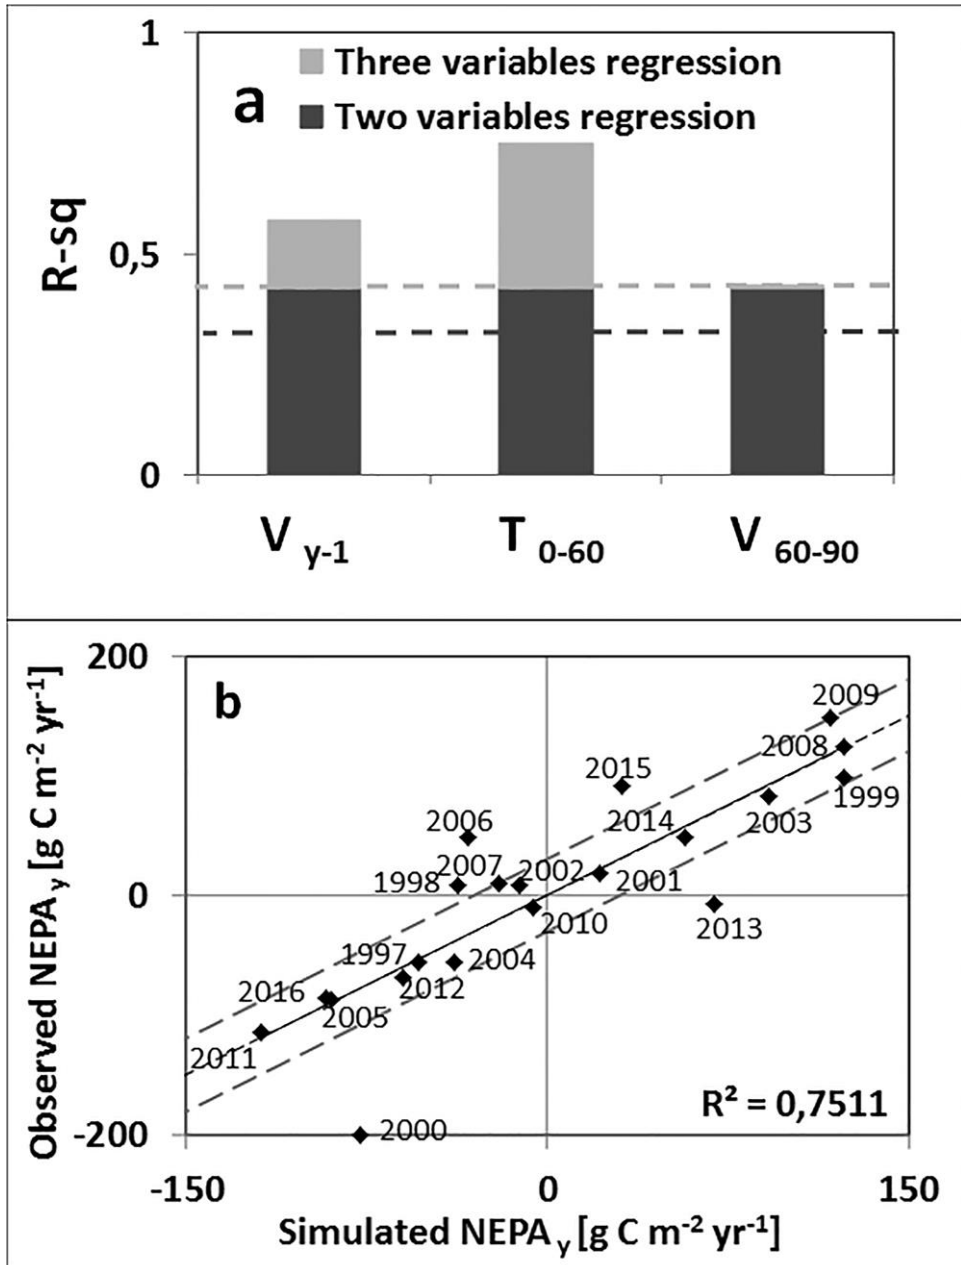 1
Three variables regression
a
Two variables regression
R-sq
0,5
0
V y-1
T 0-60
V 60-90
200
b
2009
2008
2015
1999
2014
2003
2006
2007
2002
1998
2001
0
2010
2013
1997
2004
2016
2012
2005
2011
R² = 0,7511
2000
-200
-150
0
150
Observed NEPA y [g C m-2 yr-1]
Simulated NEPA y [g C m-2 yr-1]